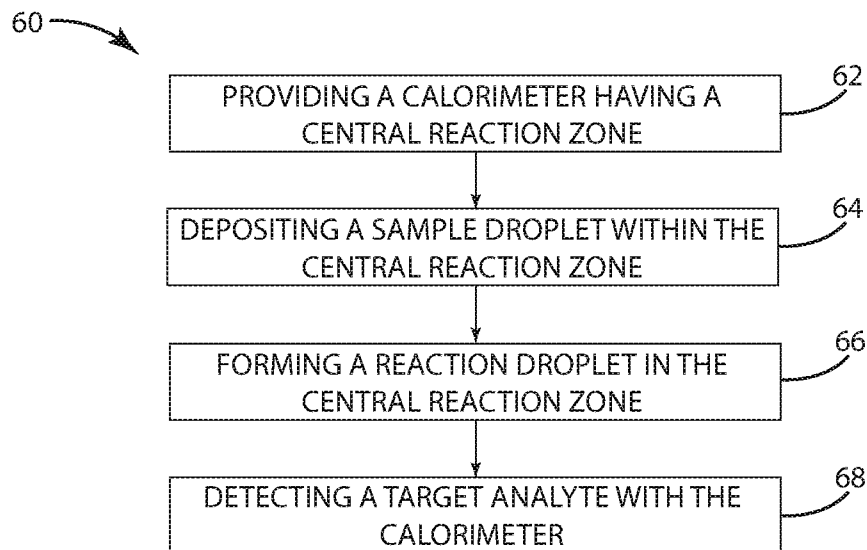 60
62
PROVIDING A CALORIMETER HAVING A
CENTRAL REACTION ZONE
64
DEPOSITING A SAMPLE DROPLET WITHIN THE
CENTRAL REACTION ZONE
66
FORMING A REACTION DROPLET IN THE
CENTRAL REACTION ZONE
68
DETECTING A TARGET ANALYTE WITH THE
CALORIMETER